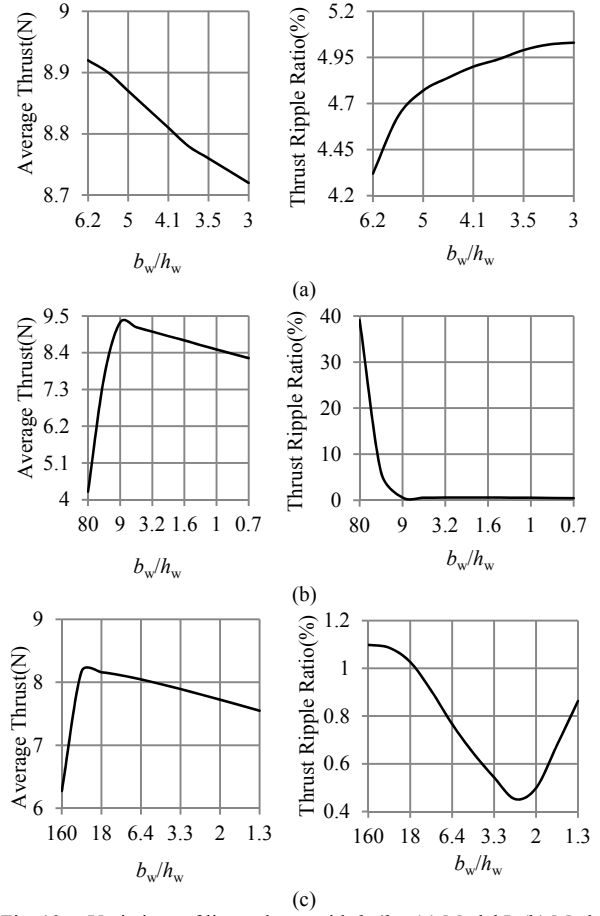 9
8.9
8.8
8.7
Average Thrust(N)
6.2 5 4.1 3.5 3
bw/hw
5.2
4.95
4.7
4.45
4.2
Thrust Ripple Ratio(%)
6.2 5 4.1 3.5 3
bw/hw
(a)
9.5
8.4
7.3
6.2
5.1
4
Average Thrust(N)
80 9 3.2 1.6 1 0.7
bw/hw
40
30
20
10
0
Thrust Ripple Ratio(%)
80 9 3.2 1.6 1 0.7
bw/hw
(b)
9
8
7
6
Average Thrust(N)
160 18 6.4 3.3 2 1.3
bw/hw
1.2
1
0.8
0.6
0.4
Thrust Ripple Ratio(%)
160 18 6.4 3.3 2 1.3
bw/hw
(c)